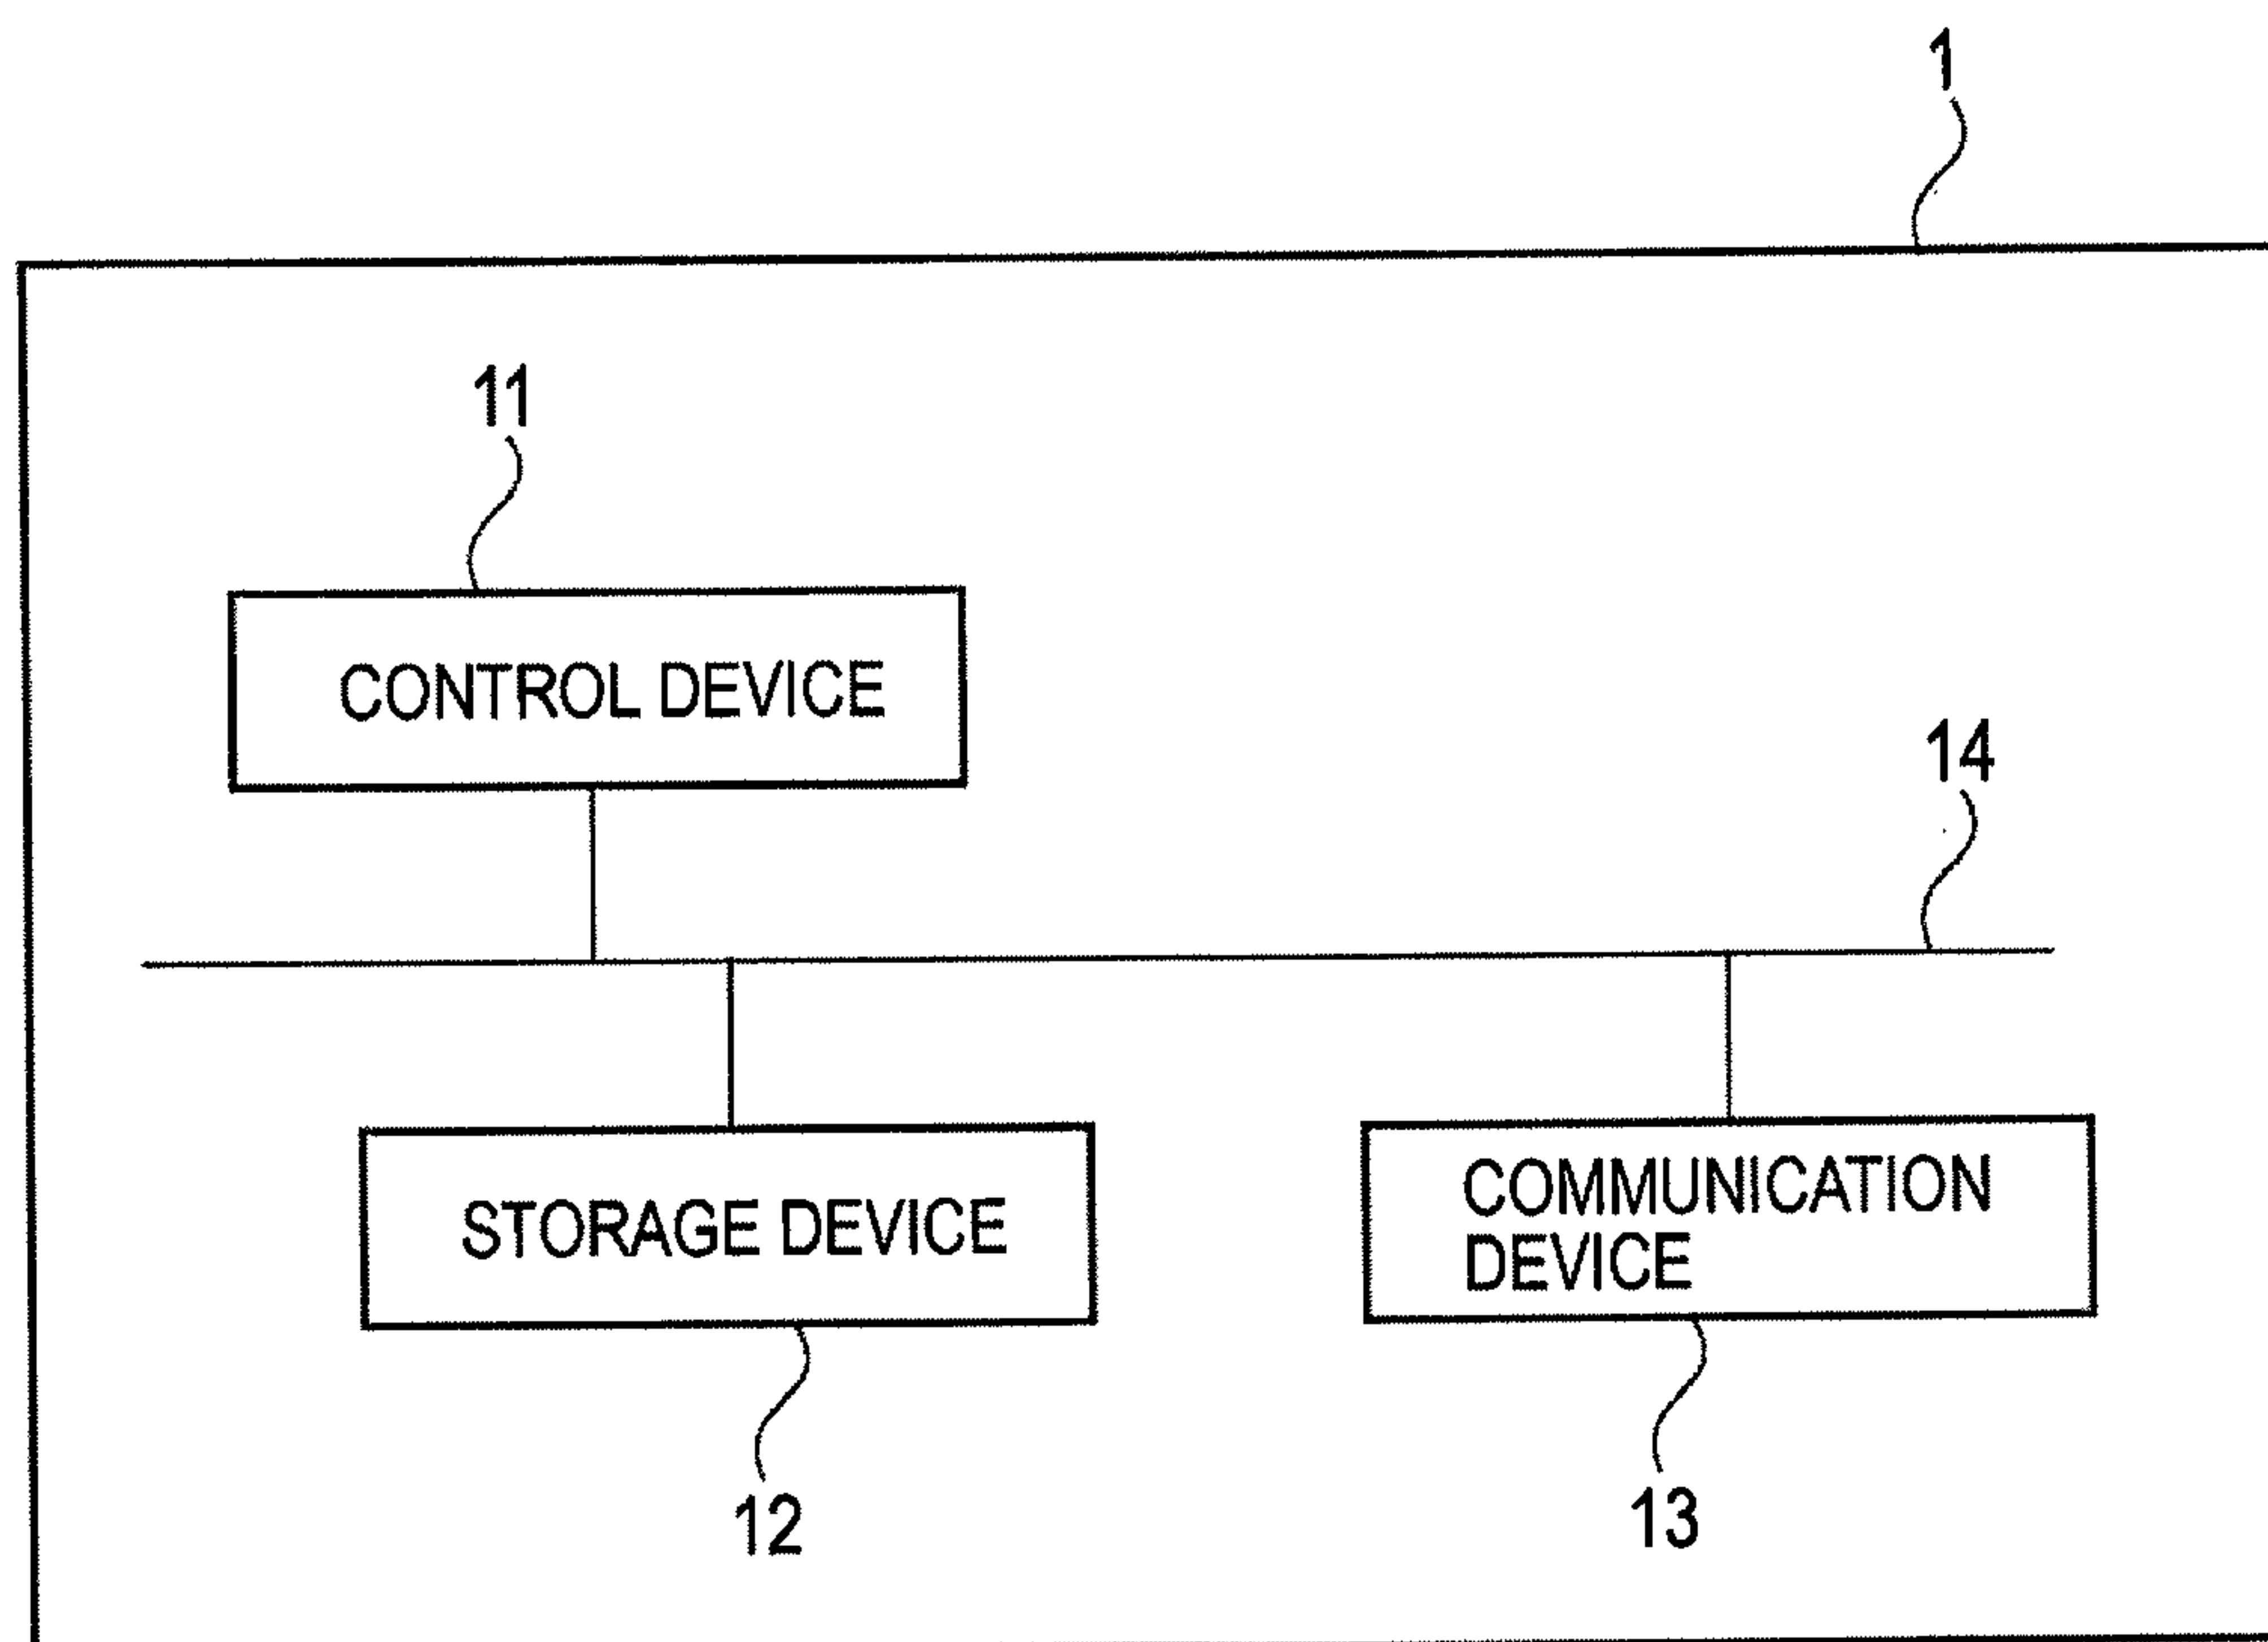 1
11
CONTROL DEVICE
14
STORAGE DEVICE
COMMUNICATION
DEVICE
12
13